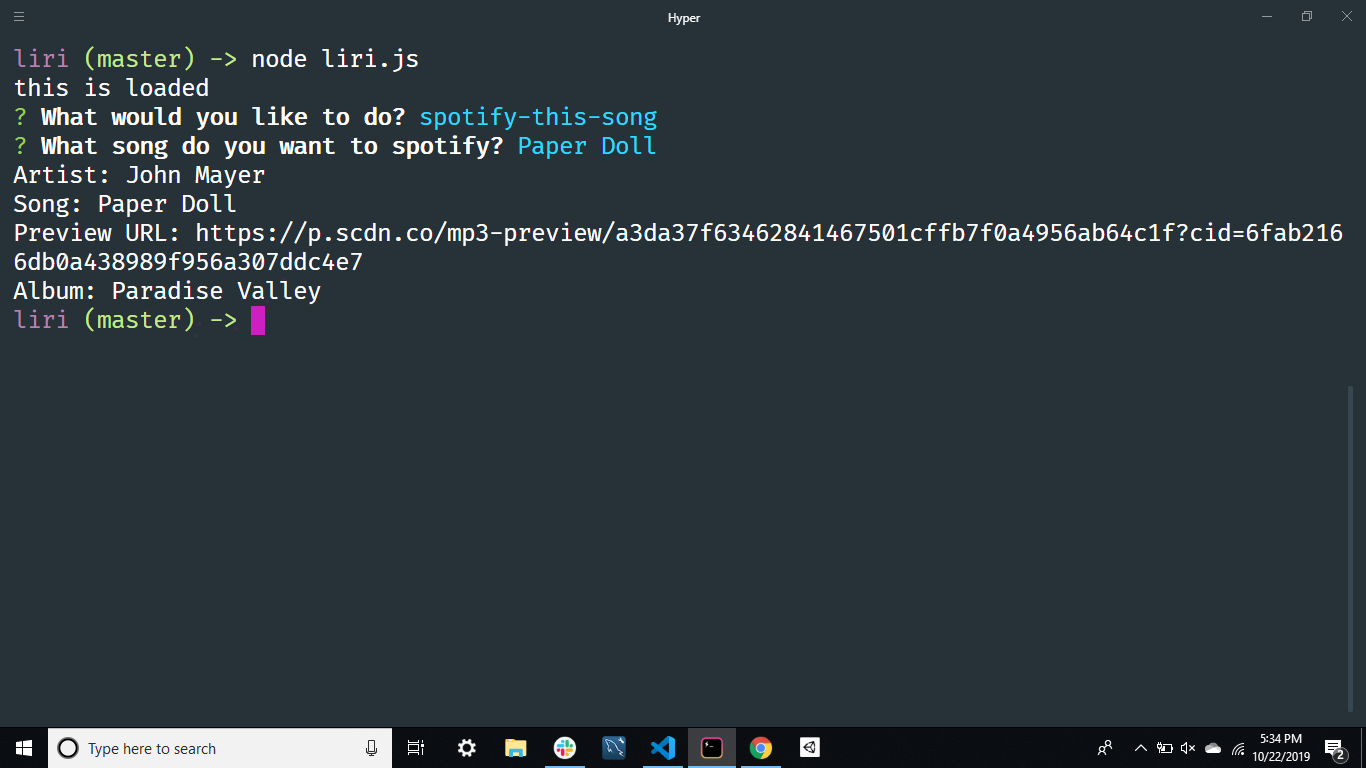 Hyper
liri (master) -> node liri.js
this is loaded
? What would you like to do? spotify-this-song
? What song do you want to spotify? Paper Doll
Artist: John Mayer
Song: Paper Doll
Preview URL: https://p.scdn.co/mp3-preview/a3da37f63462841467501cffb7f0a4956ab64c1f?cid=6fab216
6db0a438989f956a307ddc4e7
Album: Paradise Valley
liri (master) ->
Type here to search
5:34 PM
10/22/2019
2